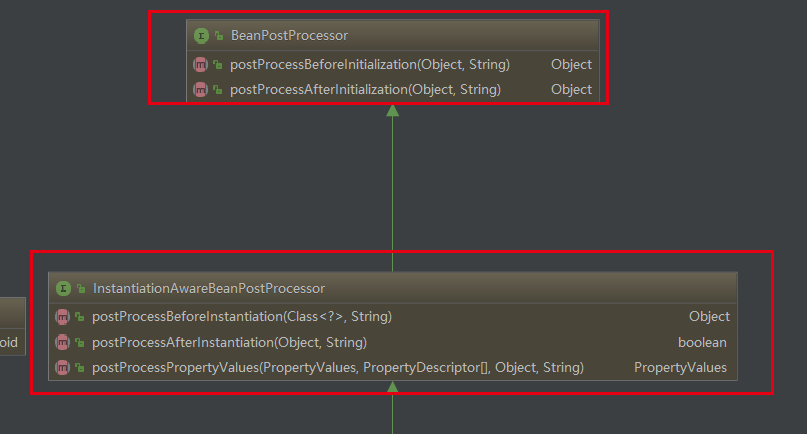 BeanPostProcessor
postProcessBeforeInitialization(Object, String) Object
postProcessAfterInitialization(Object, String) Object
InstantiationAwareBeanPostProcessor
postProcessBeforeInstantiation(Class<?>, String) Object
postProcessAfterInstantiation(Object, String) boolean
oid
postProcessPropertyValues(PropertyValues, PropertyDescriptor[], Object, String) PropertyValues